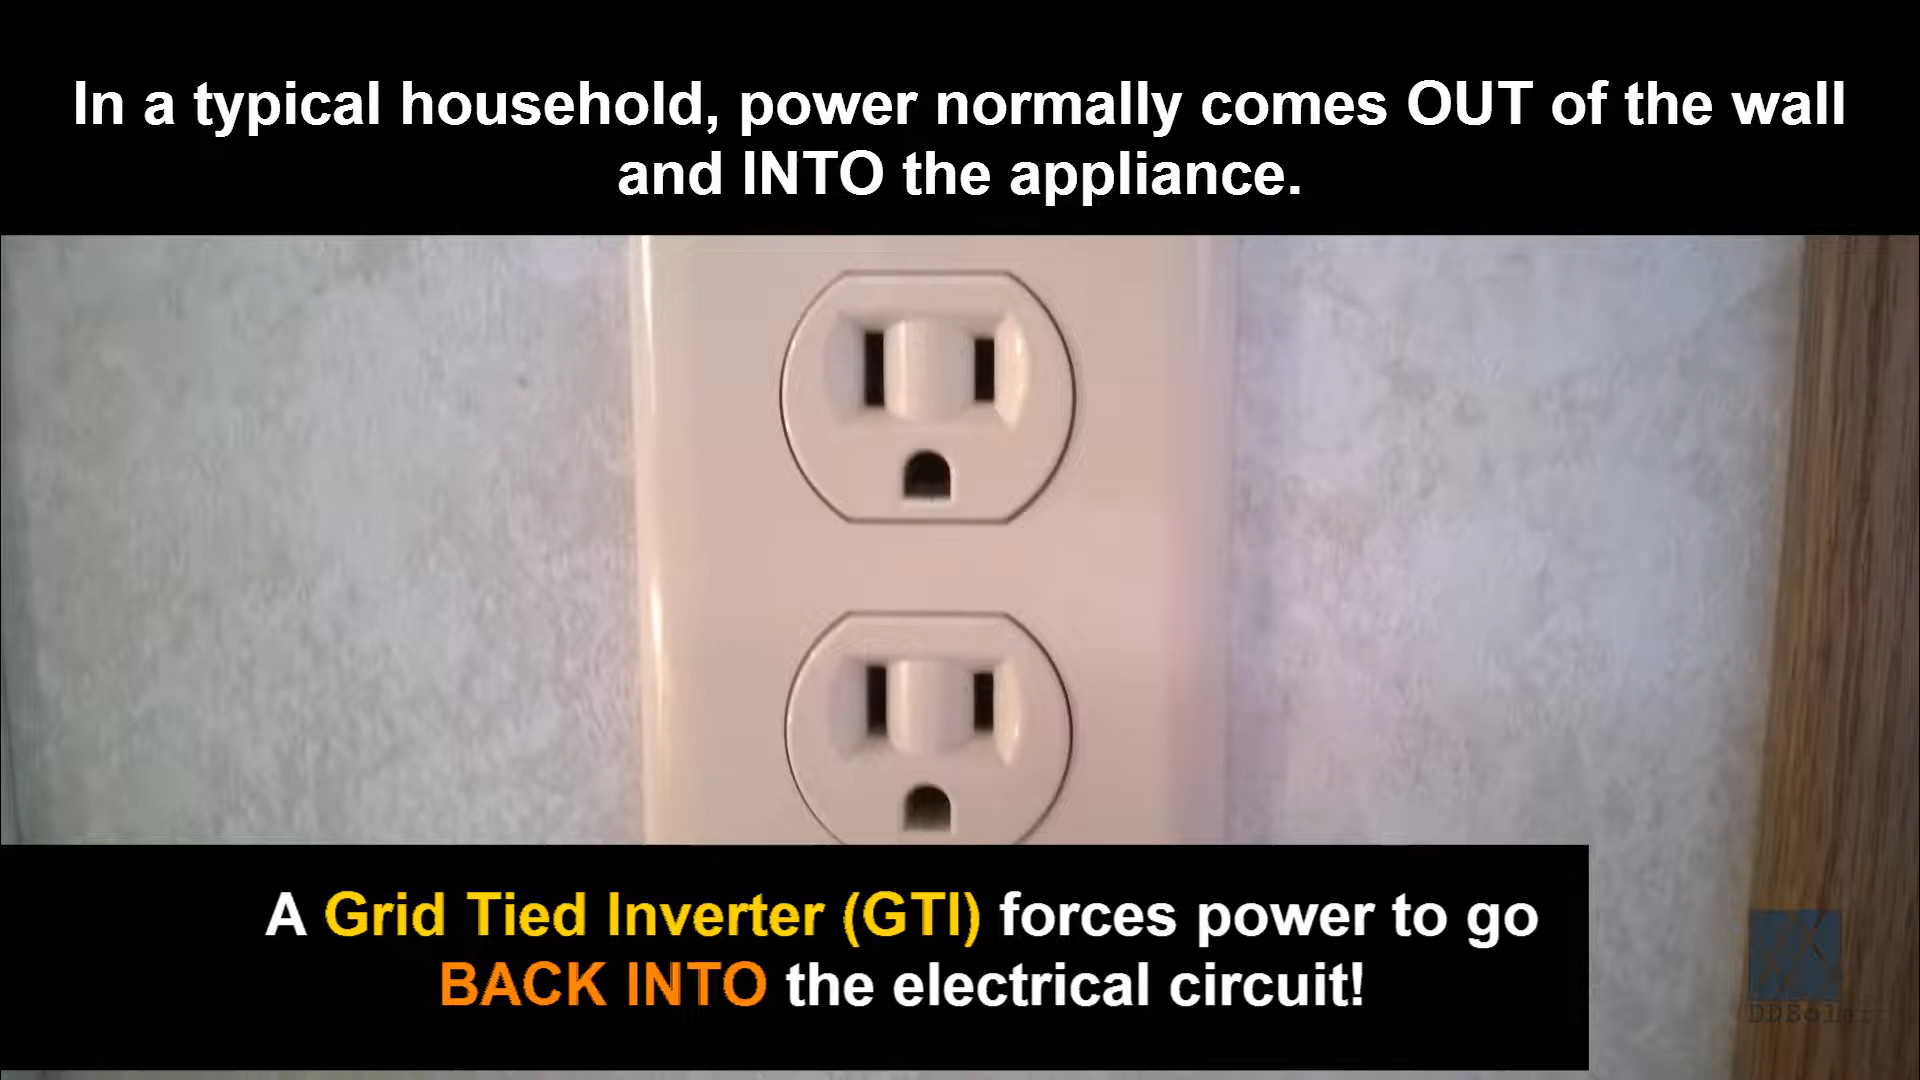 In a typical household, power normally comes OUT of the wall
and INTO the appliance.
A Grid Tied Inverter (GTI) forces power to go
BACK INTO the electrical circuit!
DDSolar